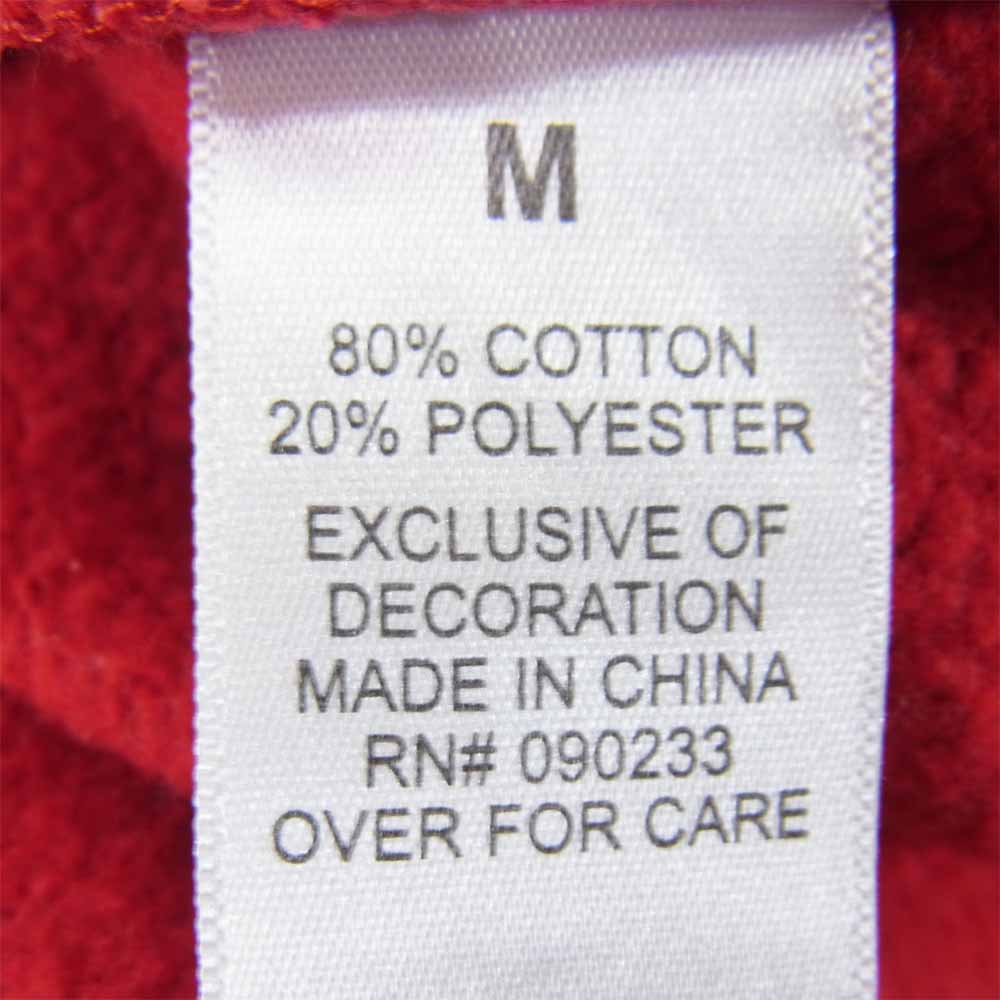 M
80% COTTON
20% POLYESTER
EXCLUSIVE OF
DECORATION
MADE IN CHINA
RN# 090233
OVER FOR CARE